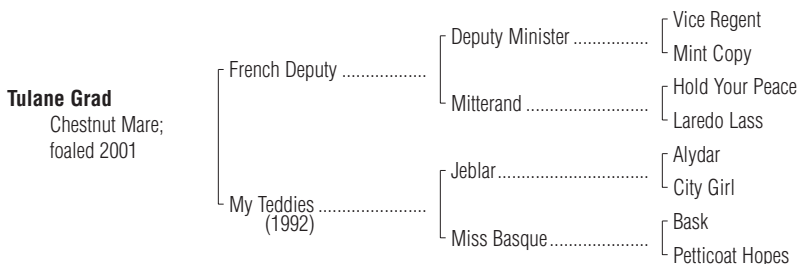 Vice Regent
Deputy Minister ................
Mint Copy
French Deputy ..................
Hold Your Peace
Mitterand .........................
Laredo Lass
Tulane Grad
Chestnut Mare;
foaled 2001
Alydar
Jeblar...............................
City Girl
My Teddies .......................
(1992)
Bask
Miss Basque.....................
Petticoat Hopes